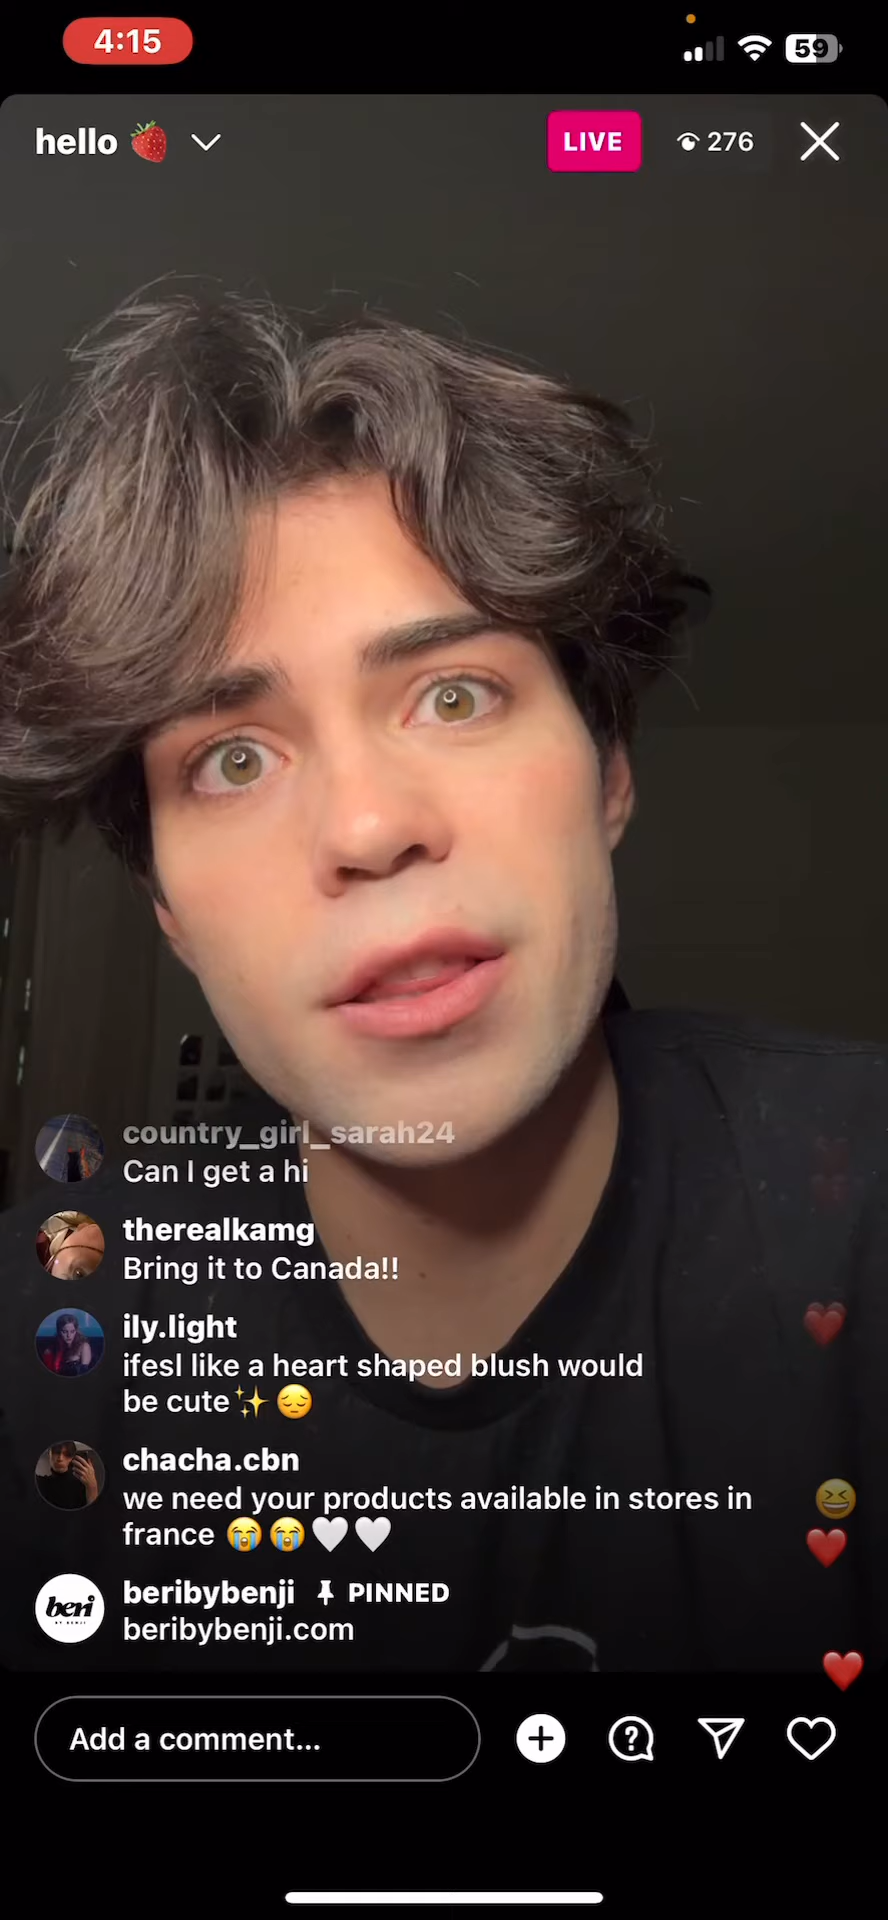 4:15
59
hello 🍓
LIVE
276
country_girl_sarah24
Can I get a hi
therealkamg
Bring it to Canada!!
ily.light
ifesl like a heart shaped blush would
be cute✨😔
chacha.cbn
we need your products available in stores in
france 😭😭🤍🤍
beri
BY BENJI
beribybenji PINNED
beribybenji.com
Add a comment...